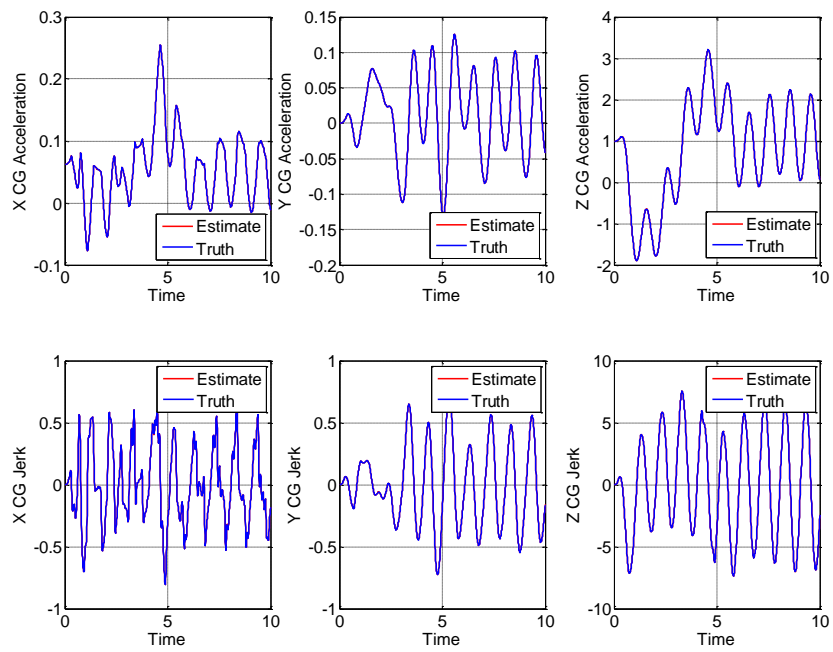 0.3
0.2
0.1
0
-0.1
X CG Acceleration
0
5
10
Time
Estimate
Truth
0.15
0.1
0.05
0
-0.05
-0.1
-0.15
-0.2
Y CG Acceleration
0
5
10
Time
Estimate
Truth
4
3
2
1
0
-1
-2
Z CG Acceleration
0
5
10
Time
Estimate
Truth
1
0.5
0
-0.5
-1
X CG Jerk
0
5
10
Time
Estimate
Truth
1
0.5
0
-0.5
-1
Y CG Jerk
0
5
10
Time
Estimate
Truth
10
5
0
-5
-10
Z CG Jerk
0
5
10
Time
Estimate
Truth